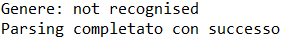 Genere: not recognised
Parsing completato con successo